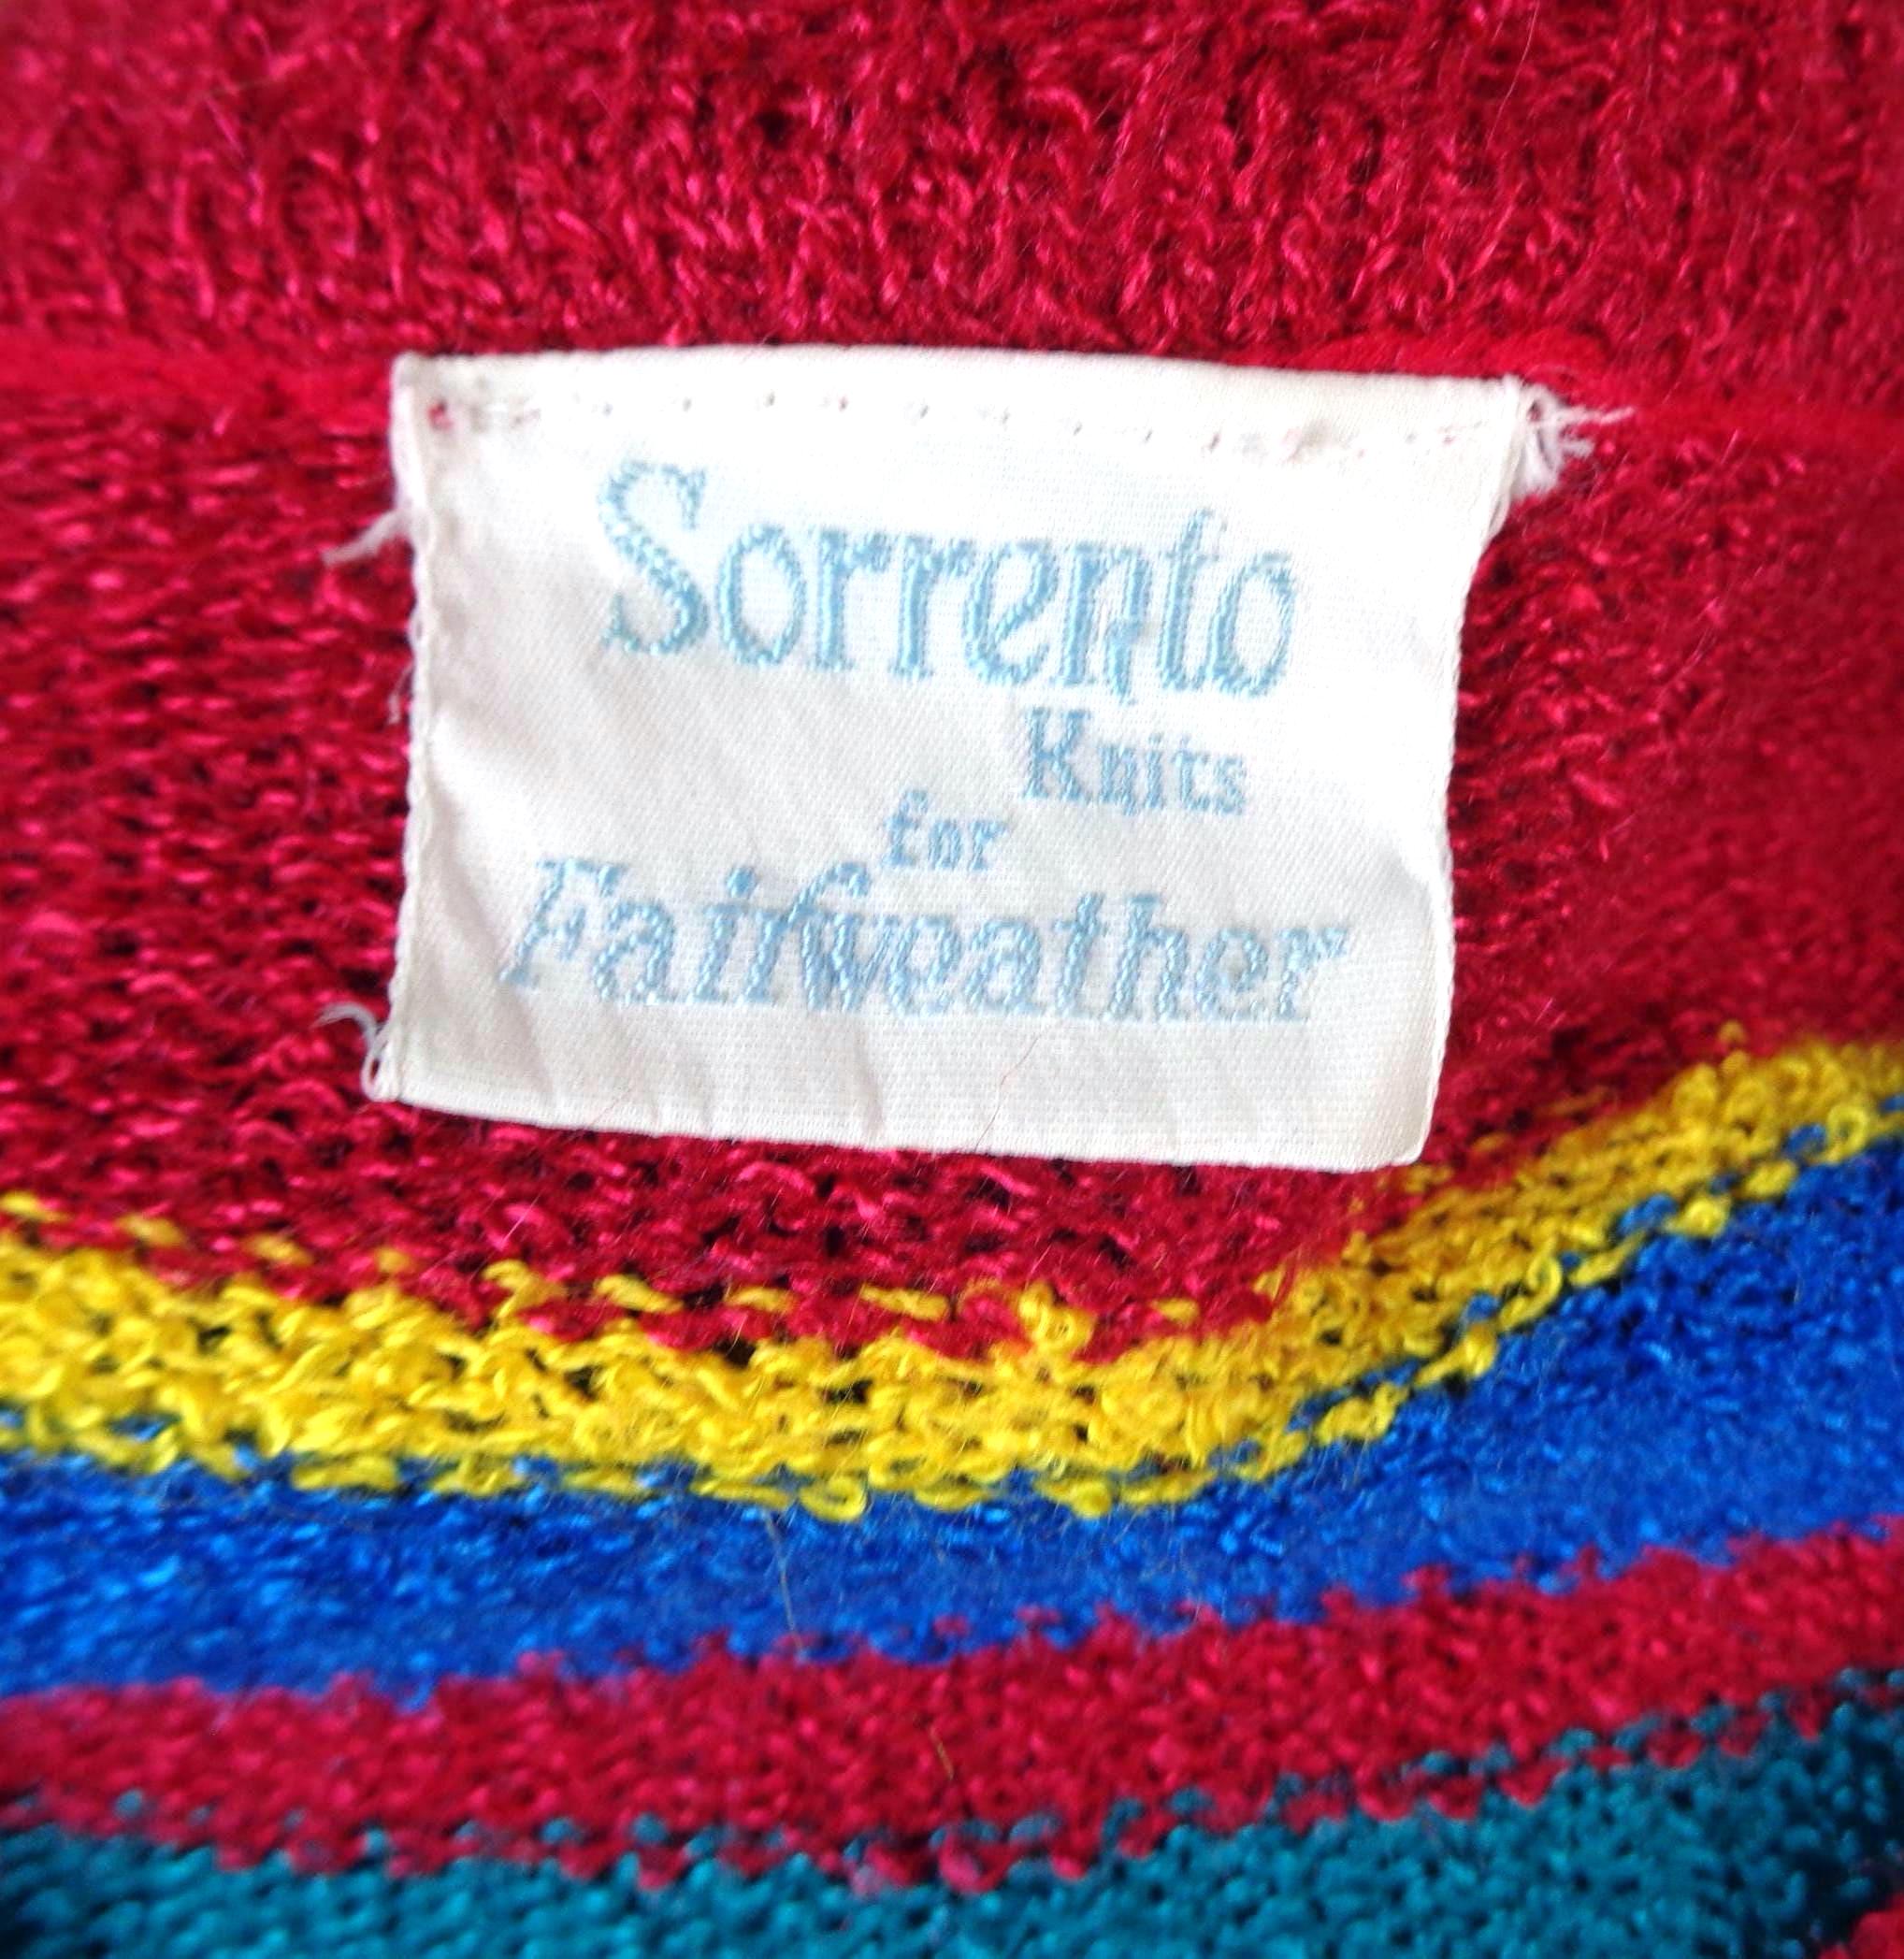 Sorrento
Knits
for
Fairweather